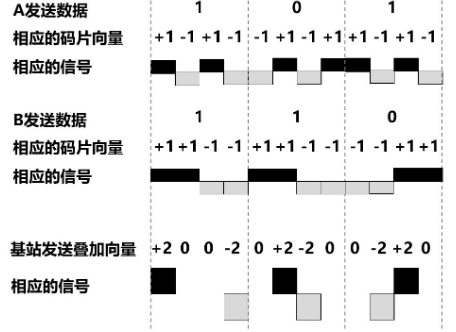 A发送数据 1 0 1
相应的码片向量 +1 -1 +1 -1 -1 +1 -1 +1 +1 -1 +1 -1
相应的信号
B发送数据 1 1 0
相应的码片向量 +1 +1 -1 -1 +1 +1 -1 -1 -1 -1 +1 +1
相应的信号
基站发送叠加向量 +2 0 0 -2 0 +2 -2 0 0 -2 +2 0
相应的信号